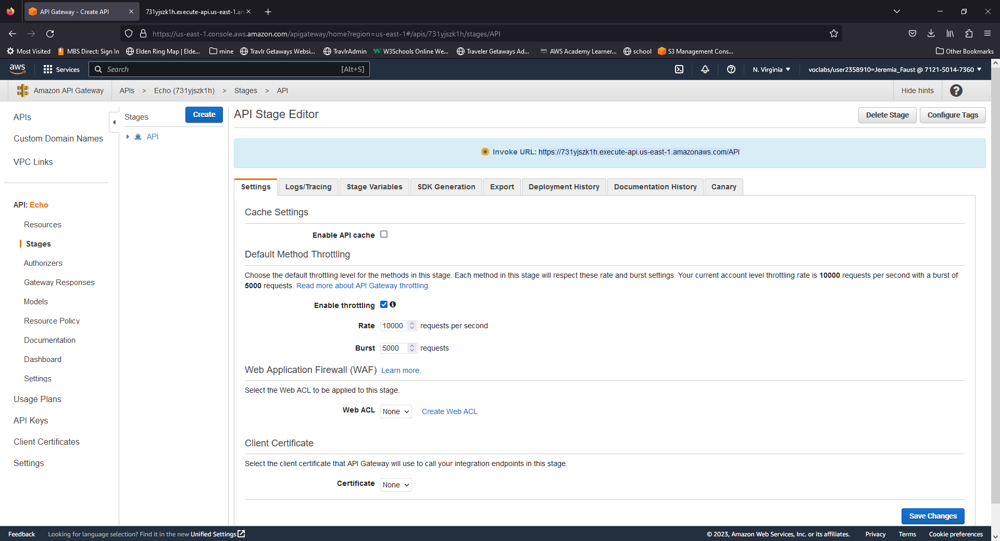 API Gateway - Create API
731yjszk1h.execute-api.us-east-1.am
https://us-east-1.console.aws.amazon.com/apigateway/home?region=us-east-1#/apis/731yjszk1h/stages/API
Most Visited MBS Direct: Sign In Elden Ring Map | Elde... mine Travlr Getaways Websi... TravlrAdmin W3Schools Online We... Traveler Getaways Ad... AWS Academy Learner... school S3 Management Cons... Other Bookmarks
aws Services Search [Alt+S] N. Virginia voclabs/user2358910=Jeremia_Faust @ 7121-5014-7360
Amazon API Gateway APIs > Echo (731yjszk1h) > Stages > API Hide hints
APIs
Custom Domain Names
VPC Links
API: Echo
Resources
Stages
Authorizers
Gateway Responses
Models
Resource Policy
Documentation
Dashboard
Settings
Usage Plans
API Keys
Client Certificates
Settings
Stages Create
API
API Stage Editor Delete Stage Configure Tags
Invoke URL: https://731yjszk1h.execute-api.us-east-1.amazonaws.com/API
Settings Logs/Tracing Stage Variables SDK Generation Export Deployment History Documentation History Canary
Cache Settings
Enable API cache
Default Method Throttling
Choose the default throttling level for the methods in this stage. Each method in this stage will respect these rate and burst settings. Your current account level throttling rate is 10000 requests per second with a burst of
5000 requests. Read more about API Gateway throttling
Enable throttling
Rate 10000 requests per second
Burst 5000 requests
Web Application Firewall (WAF) Learn more.
Select the Web ACL to be applied to this stage.
Web ACL None Create Web ACL
Client Certificate
Select the client certificate that API Gateway will use to call your integration endpoints in this stage.
Certificate None
Save Changes
Feedback Looking for language selection? Find it in the new Unified Settings © 2023, Amazon Web Services, Inc. or its affiliates. Privacy Terms Cookie preferences